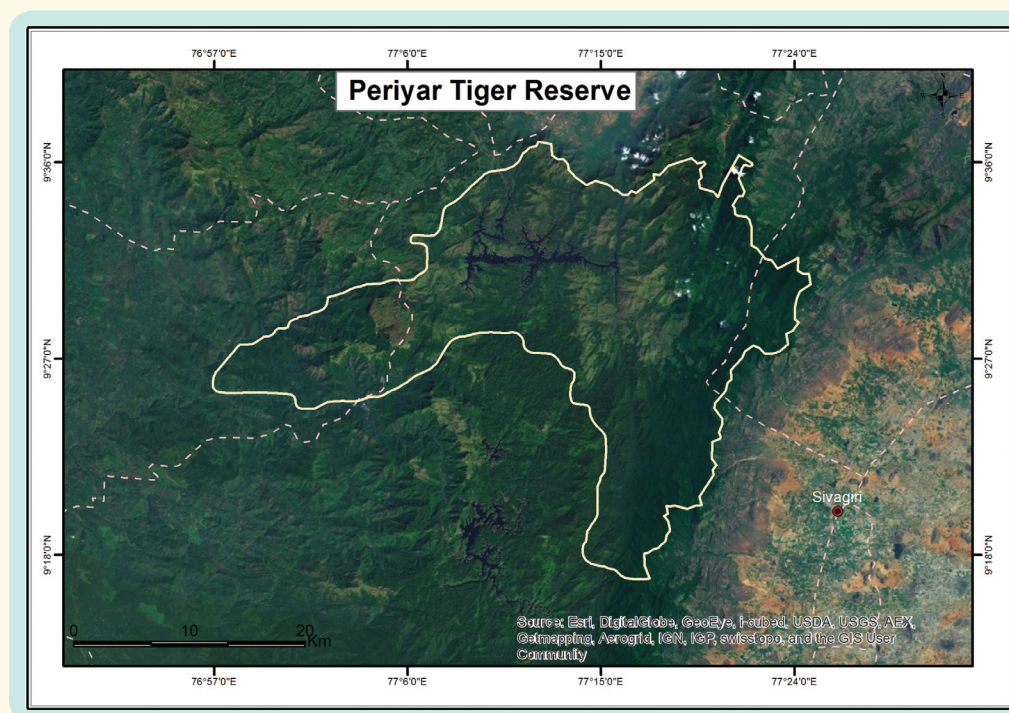 76°57'0"E 77°6'0"E 77°15'0"E 77°24'0"E
Periyar Tiger Reserve
9°36'0"N 9°36'0"N
9°27'0"N 9°27'0"N
Sivagiri
9°18'0"N 9°18'0"N
0 10 20
Km
Source: Esri, DigitalGlobe, GeoEye, i-cubed, USDA, USGS, AEX,
Getmapping, Aerogrid, IGN, IGP, swisstopo, and the GIS User
Community
76°57'0"E 77°6'0"E 77°15'0"E 77°24'0"E